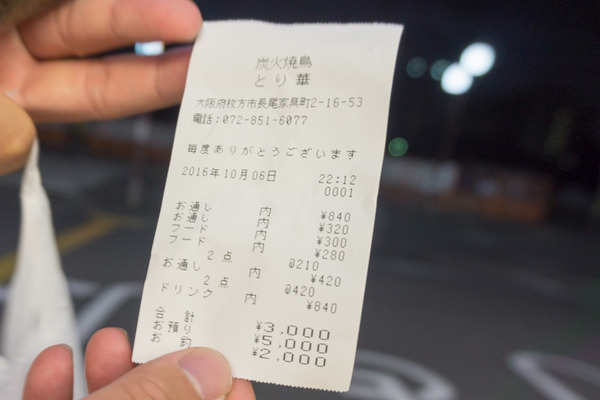 炭火焼鳥
とり華
大阪府枚方市長尾家具町2-16-53
電話:072-851-6077
毎度ありがとうございます
2016年10月06日 22:12
0001
お通し 内 ¥840
お通し 内 ¥320
フード 内 ¥300
フード 内 ¥280
2点 @210
お通し 内 ¥420
2点 @420
ドリンク 内 ¥840
合計 ¥3,000
お預り ¥5,000
お釣 ¥2,000